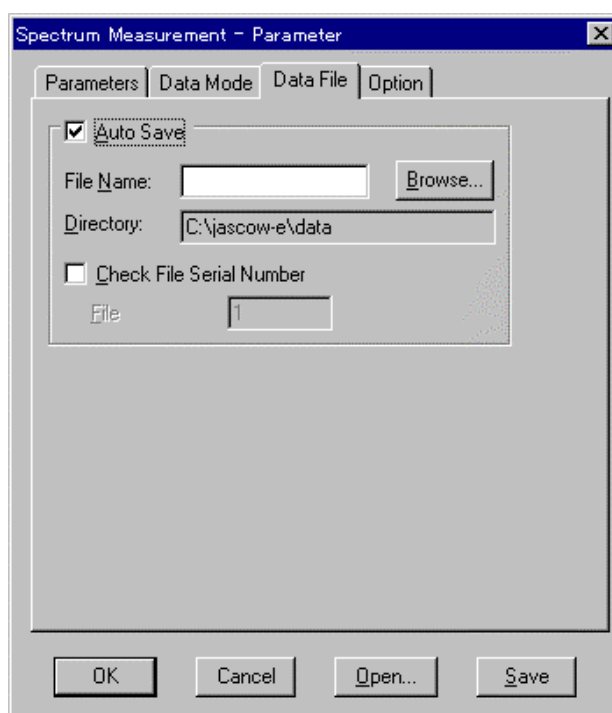 Spectrum Measurement - Parameter
Parameters Data Mode Data File Option
Auto Save
File Name: Browse...
Directory: C:\jascow-e\data
Check File Serial Number
File 1
OK Cancel Open... Save